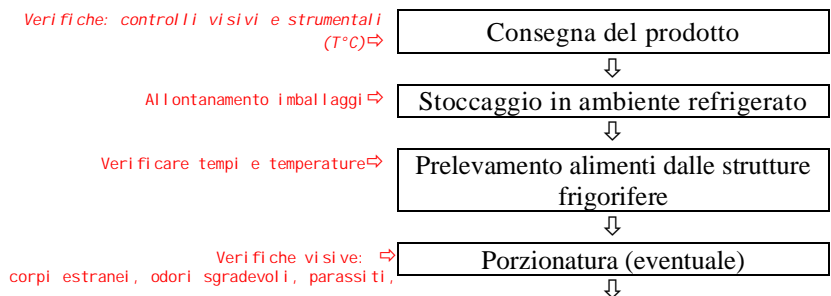 Verifiche: controlli visivi e strumentali
(T°C)⇨
Consegna del prodotto
⇩
Allontanamento imballaggi⇨
Stoccaggio in ambiente refrigerato
⇩
Verificare tempi e temperature⇨
Prelevamento alimenti dalle strutture
frigorifere
⇩
Verifiche visive: ⇨
corpi estranei, odori sgradevoli, parassiti,
Porzionatura (eventuale)
⇩